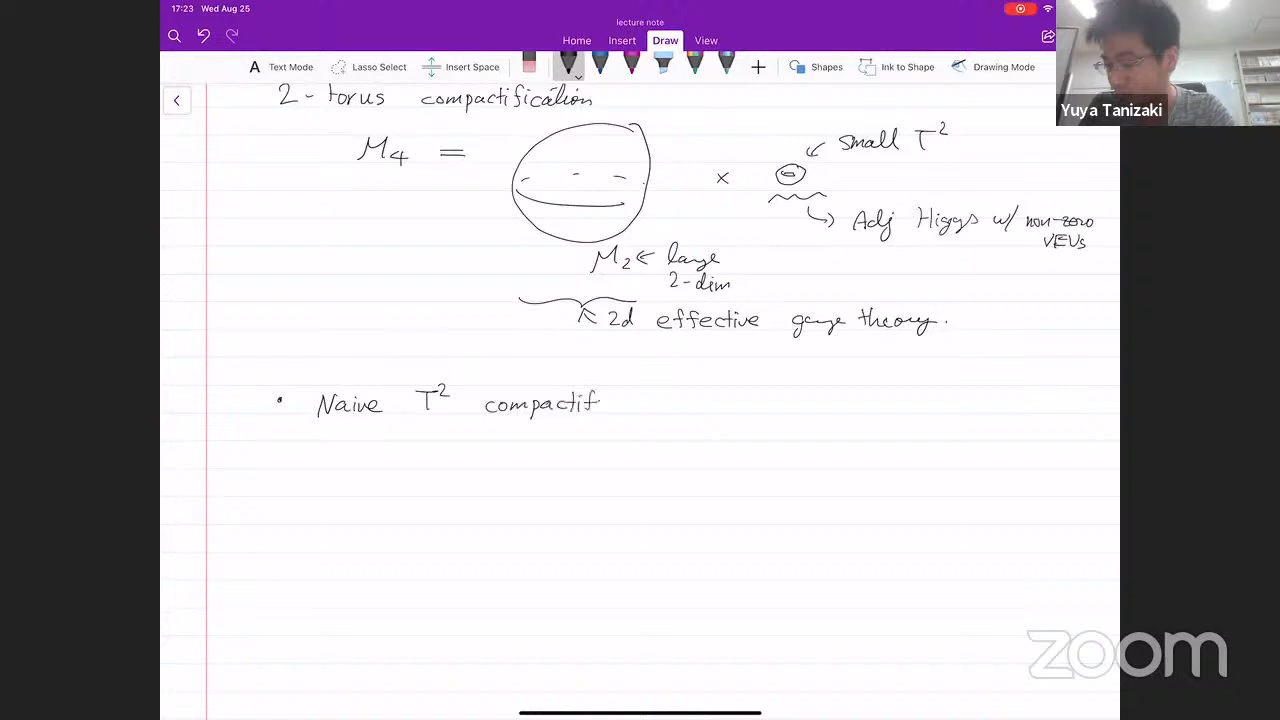 17:23 Wed Aug 25
lecture note
Home Insert Draw View
Text Mode Lasso Select Insert Space Shapes Ink to Shape Drawing Mode
Yuya Tanizaki
2-torus compactification
M4 = × small T²
Adj Higgs w/ non-zero
VEVs
M2 ← large
2-dim
2d effective gauge theory.
• Naive T² compactif
zoom